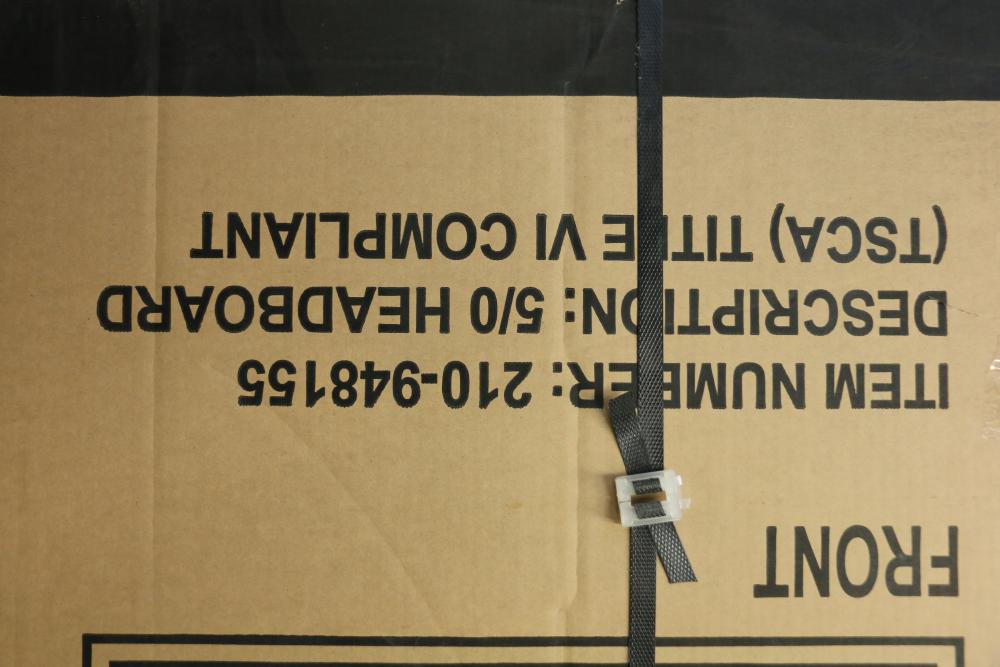 FRONT
ITEM NUMBER: 210-948155
DESCRIPTION: 5/0 HEADBOARD
(TSCA) TITLE VI COMPLIANT